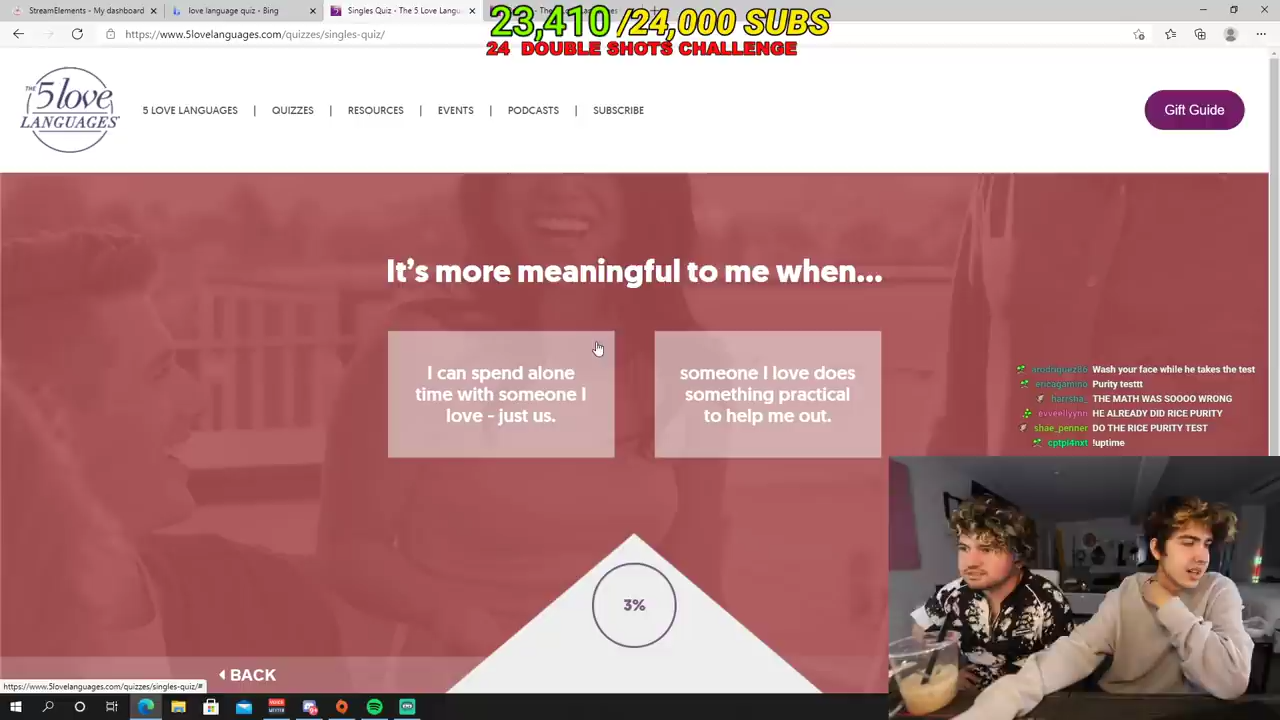 StreamElements - My dashboard
love language quiz - Bing
Singles Quiz - The 5 Love Langu
23,410 /24,000 SUBS
24 DOUBLE SHOTS CHALLENGE
https://www.5lovelanguages.com/quizzes/singles-quiz/
THE
5 love
LANGUAGES
5 LOVE LANGUAGES | QUIZZES | RESOURCES | EVENTS | PODCASTS | SUBSCRIBE
Gift Guide
It's more meaningful to me when...
I can spend alone
time with someone I
love - just us.
someone I love does
something practical
to help me out.
Wash your face while he takes the test
ericagamino Purity testtt
harrisha_ THE MATH WAS SOOOO WRONG
evveellyynn HE ALREADY DID RICE PURITY
shae_penner DO THE RICE PURITY TEST
cptpl4nxt !uptime
3%
BACK
https://www.5lovelanguages.com/quizzes/singles-quiz/#